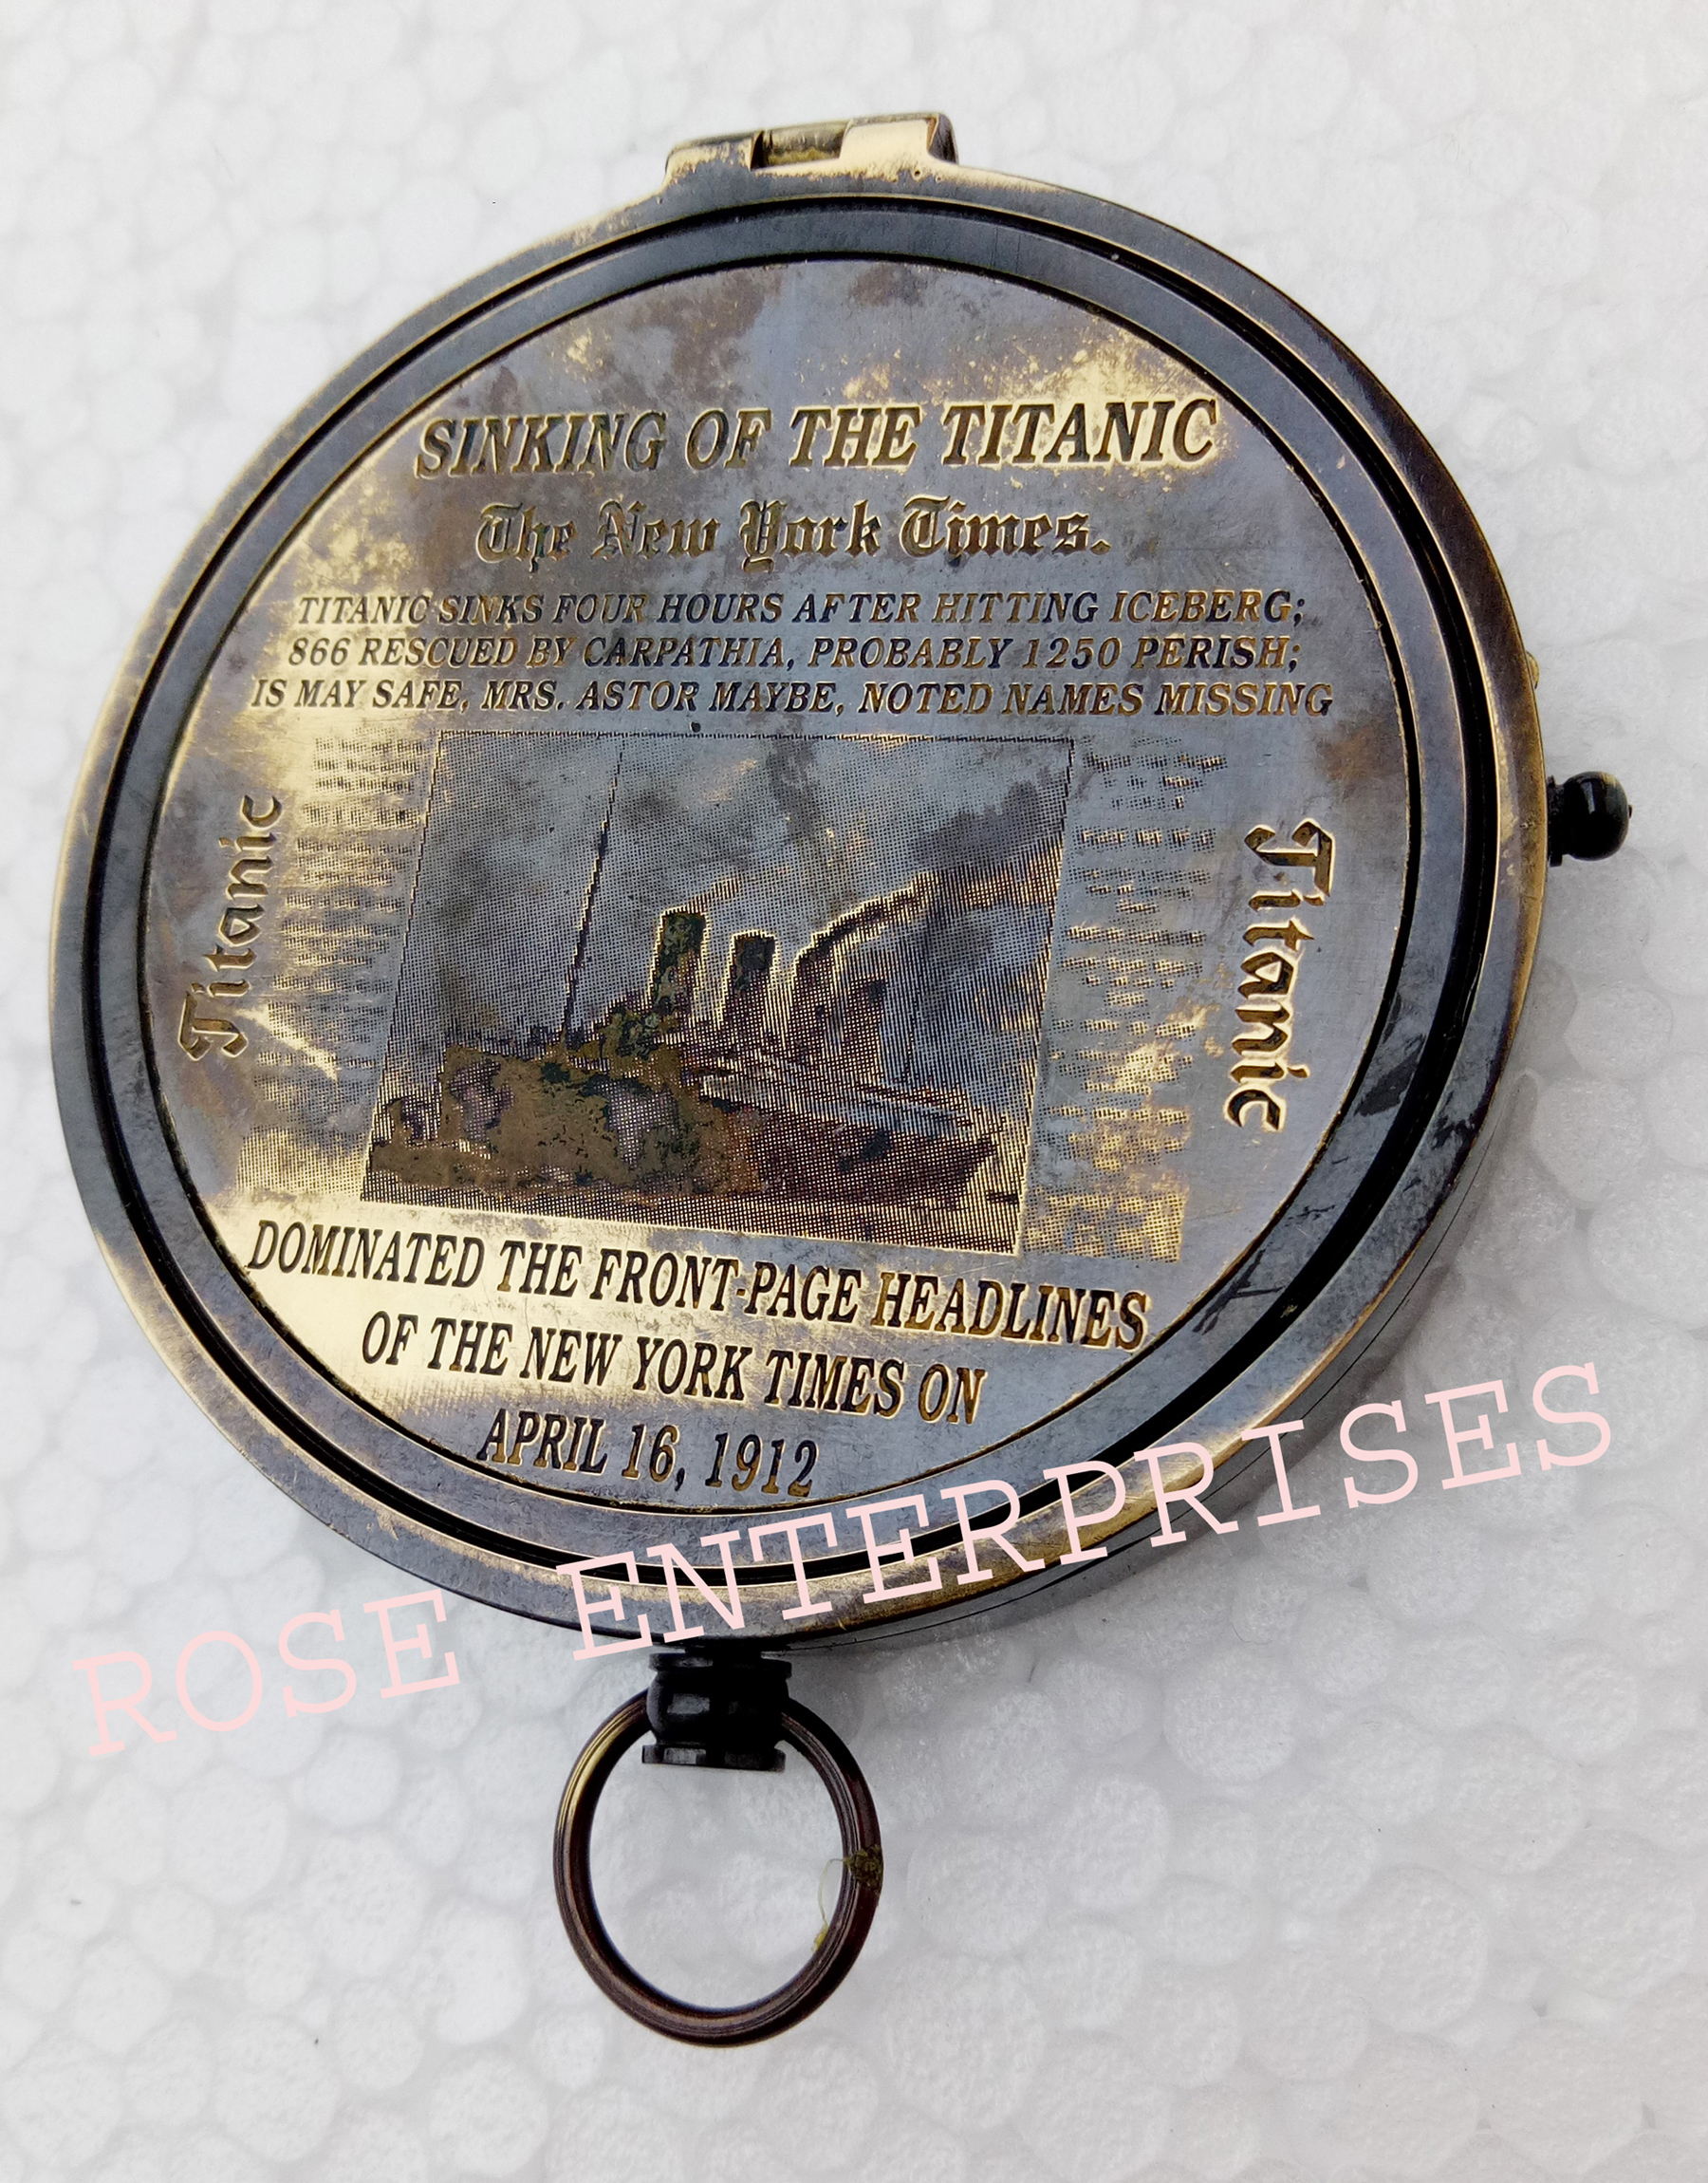 SINKING OF THE TITANIC
The New York Times.
TITANIC SINKS FOUR HOURS AFTER HITTING ICEBERG;
866 RESCUED BY CARPATHIA, PROBABLY 1250 PERISH;
IS MAY SAFE, MRS. ASTOR MAYBE, NOTED NAMES MISSING
Titanic
Titanic
DOMINATED THE FRONT-PAGE HEADLINES
OF THE NEW YORK TIMES ON
APRIL 16, 1912
ROSE ENTERPRISES